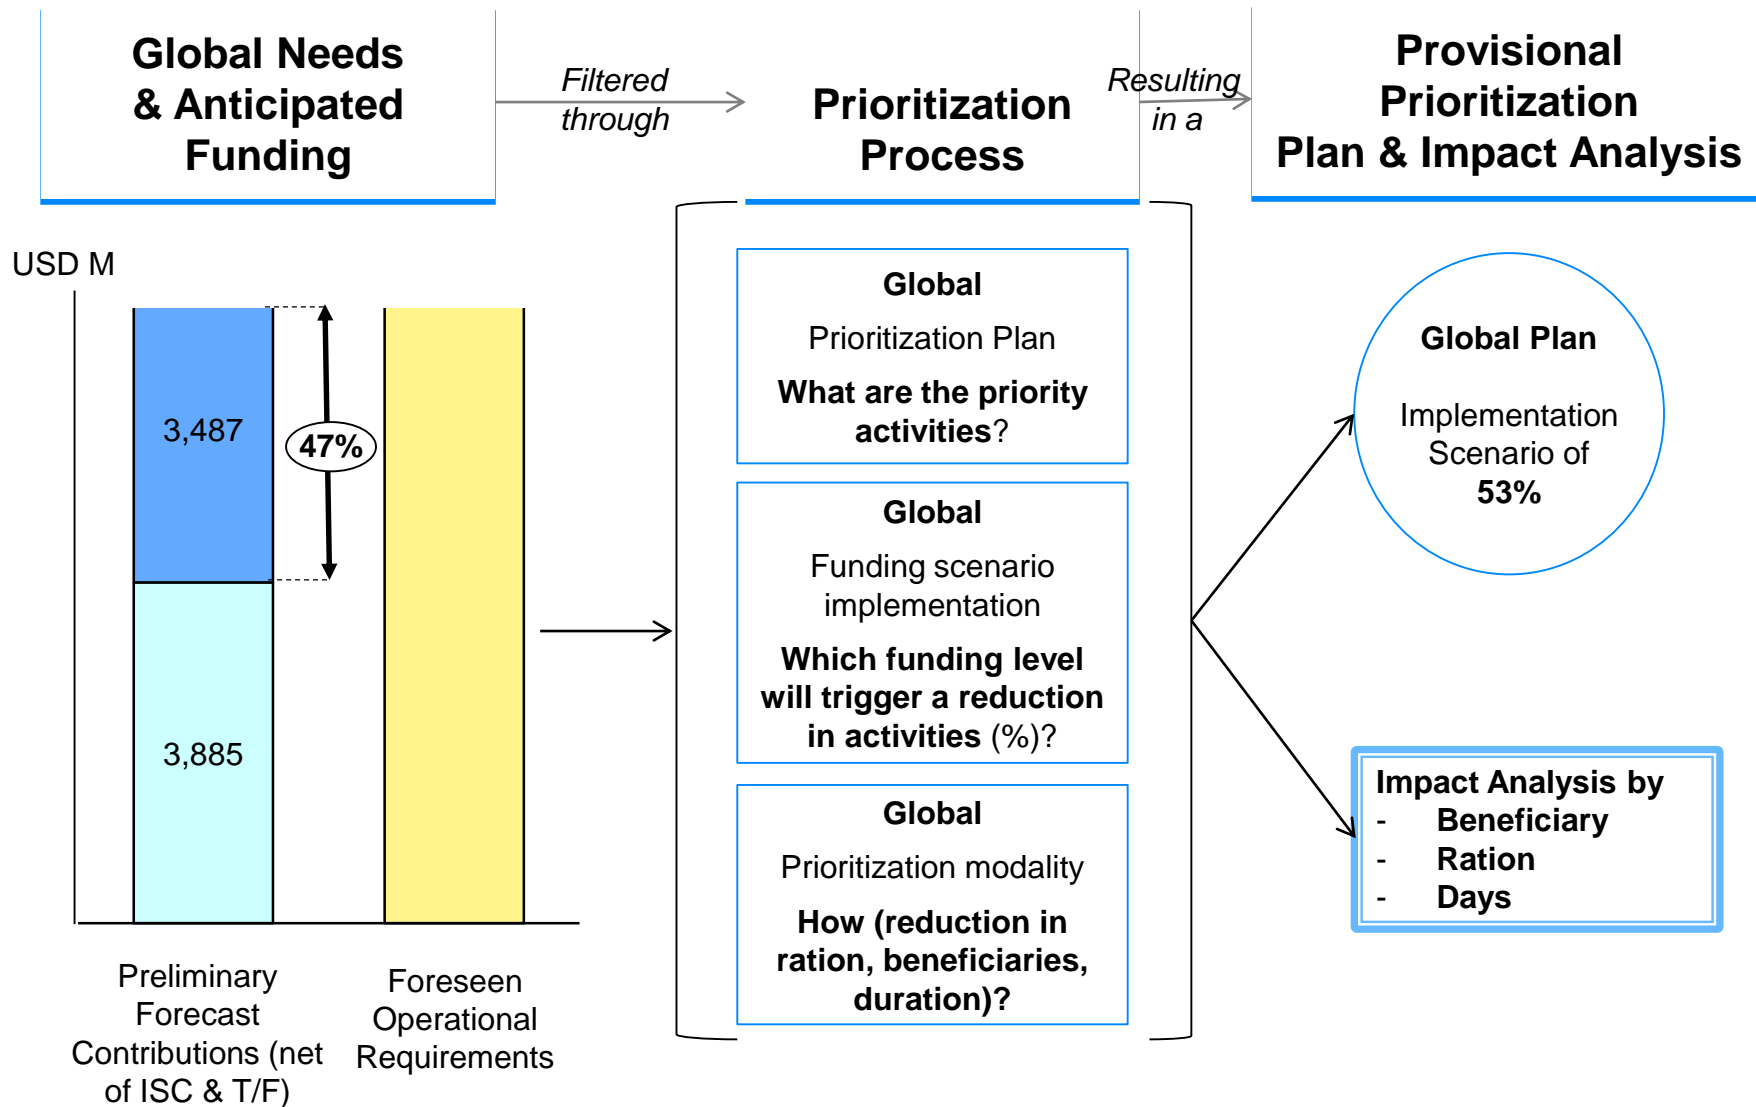 Global Needs
& Anticipated
Funding
Filtered
through
Prioritization
Process
Resulting
in a
Provisional
Prioritization
Plan & Impact Analysis
USD M
3,487
47%
3,885
Preliminary
Forecast
Contributions (net
of ISC & T/F)
Foreseen
Operational
Requirements
Global
Prioritization Plan
What are the priority
activities?
Global
Funding scenario
implementation
Which funding level
will trigger a reduction
in activities (%)?
Global
Prioritization modality
How (reduction in
ration, beneficiaries,
duration)?
Global Plan
Implementation
Scenario of
53%
Impact Analysis by
- Beneficiary
- Ration
- Days